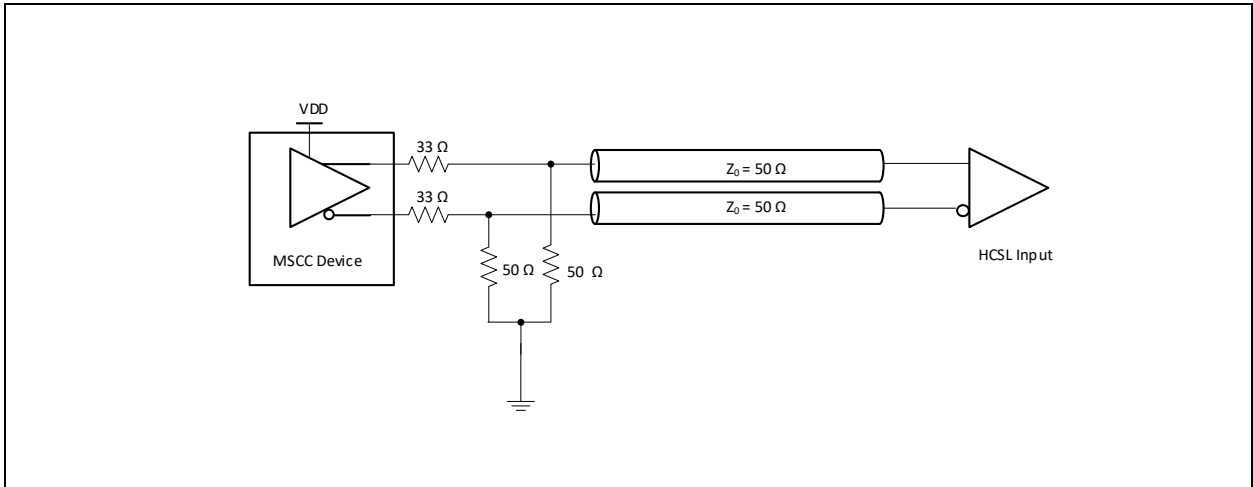 VDD
33 Ω
33 Ω
Z₀ = 50 Ω
Z₀ = 50 Ω
MSCC Device
50 Ω
50 Ω
HCSL Input